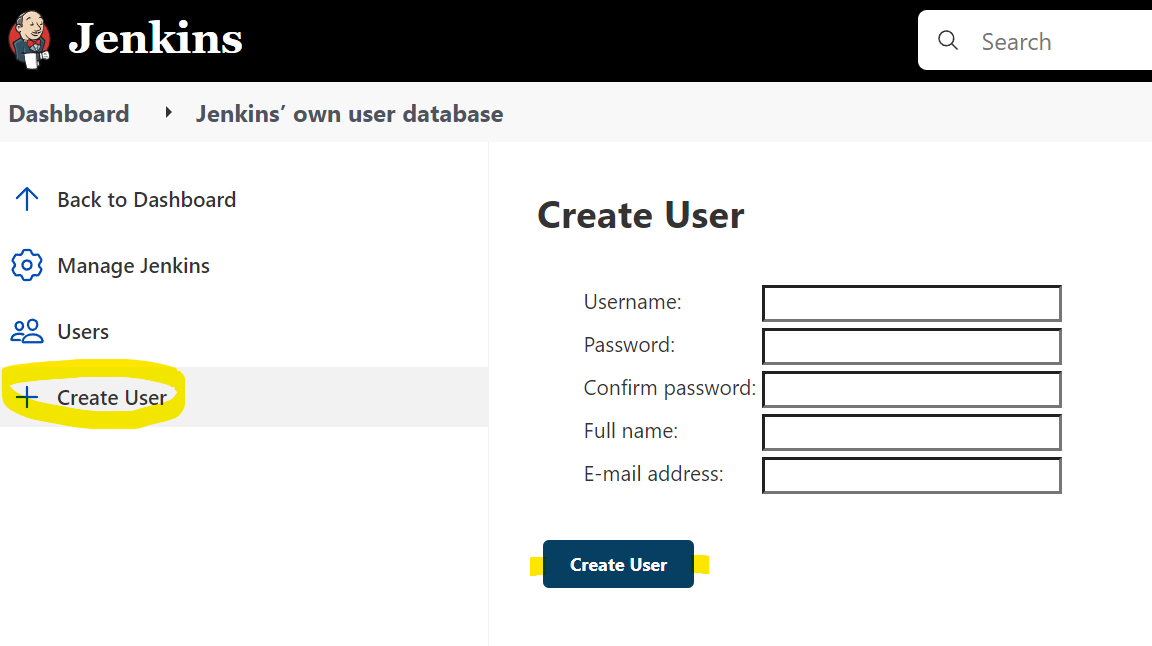 Jenkins
Search
Dashboard
Jenkins’ own user database
Back to Dashboard
Manage Jenkins
Users
Create User
Create User
Username:
Password:
Confirm password:
Full name:
E-mail address:
Create User